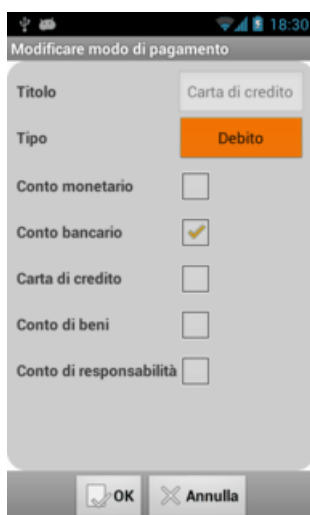 18:30
Modificare modo di pagamento
Titolo Carta di credito
Tipo Debito
Conto monetario
Conto bancario
Carta di credito
Conto di beni
Conto di responsabilità
OK Annulla